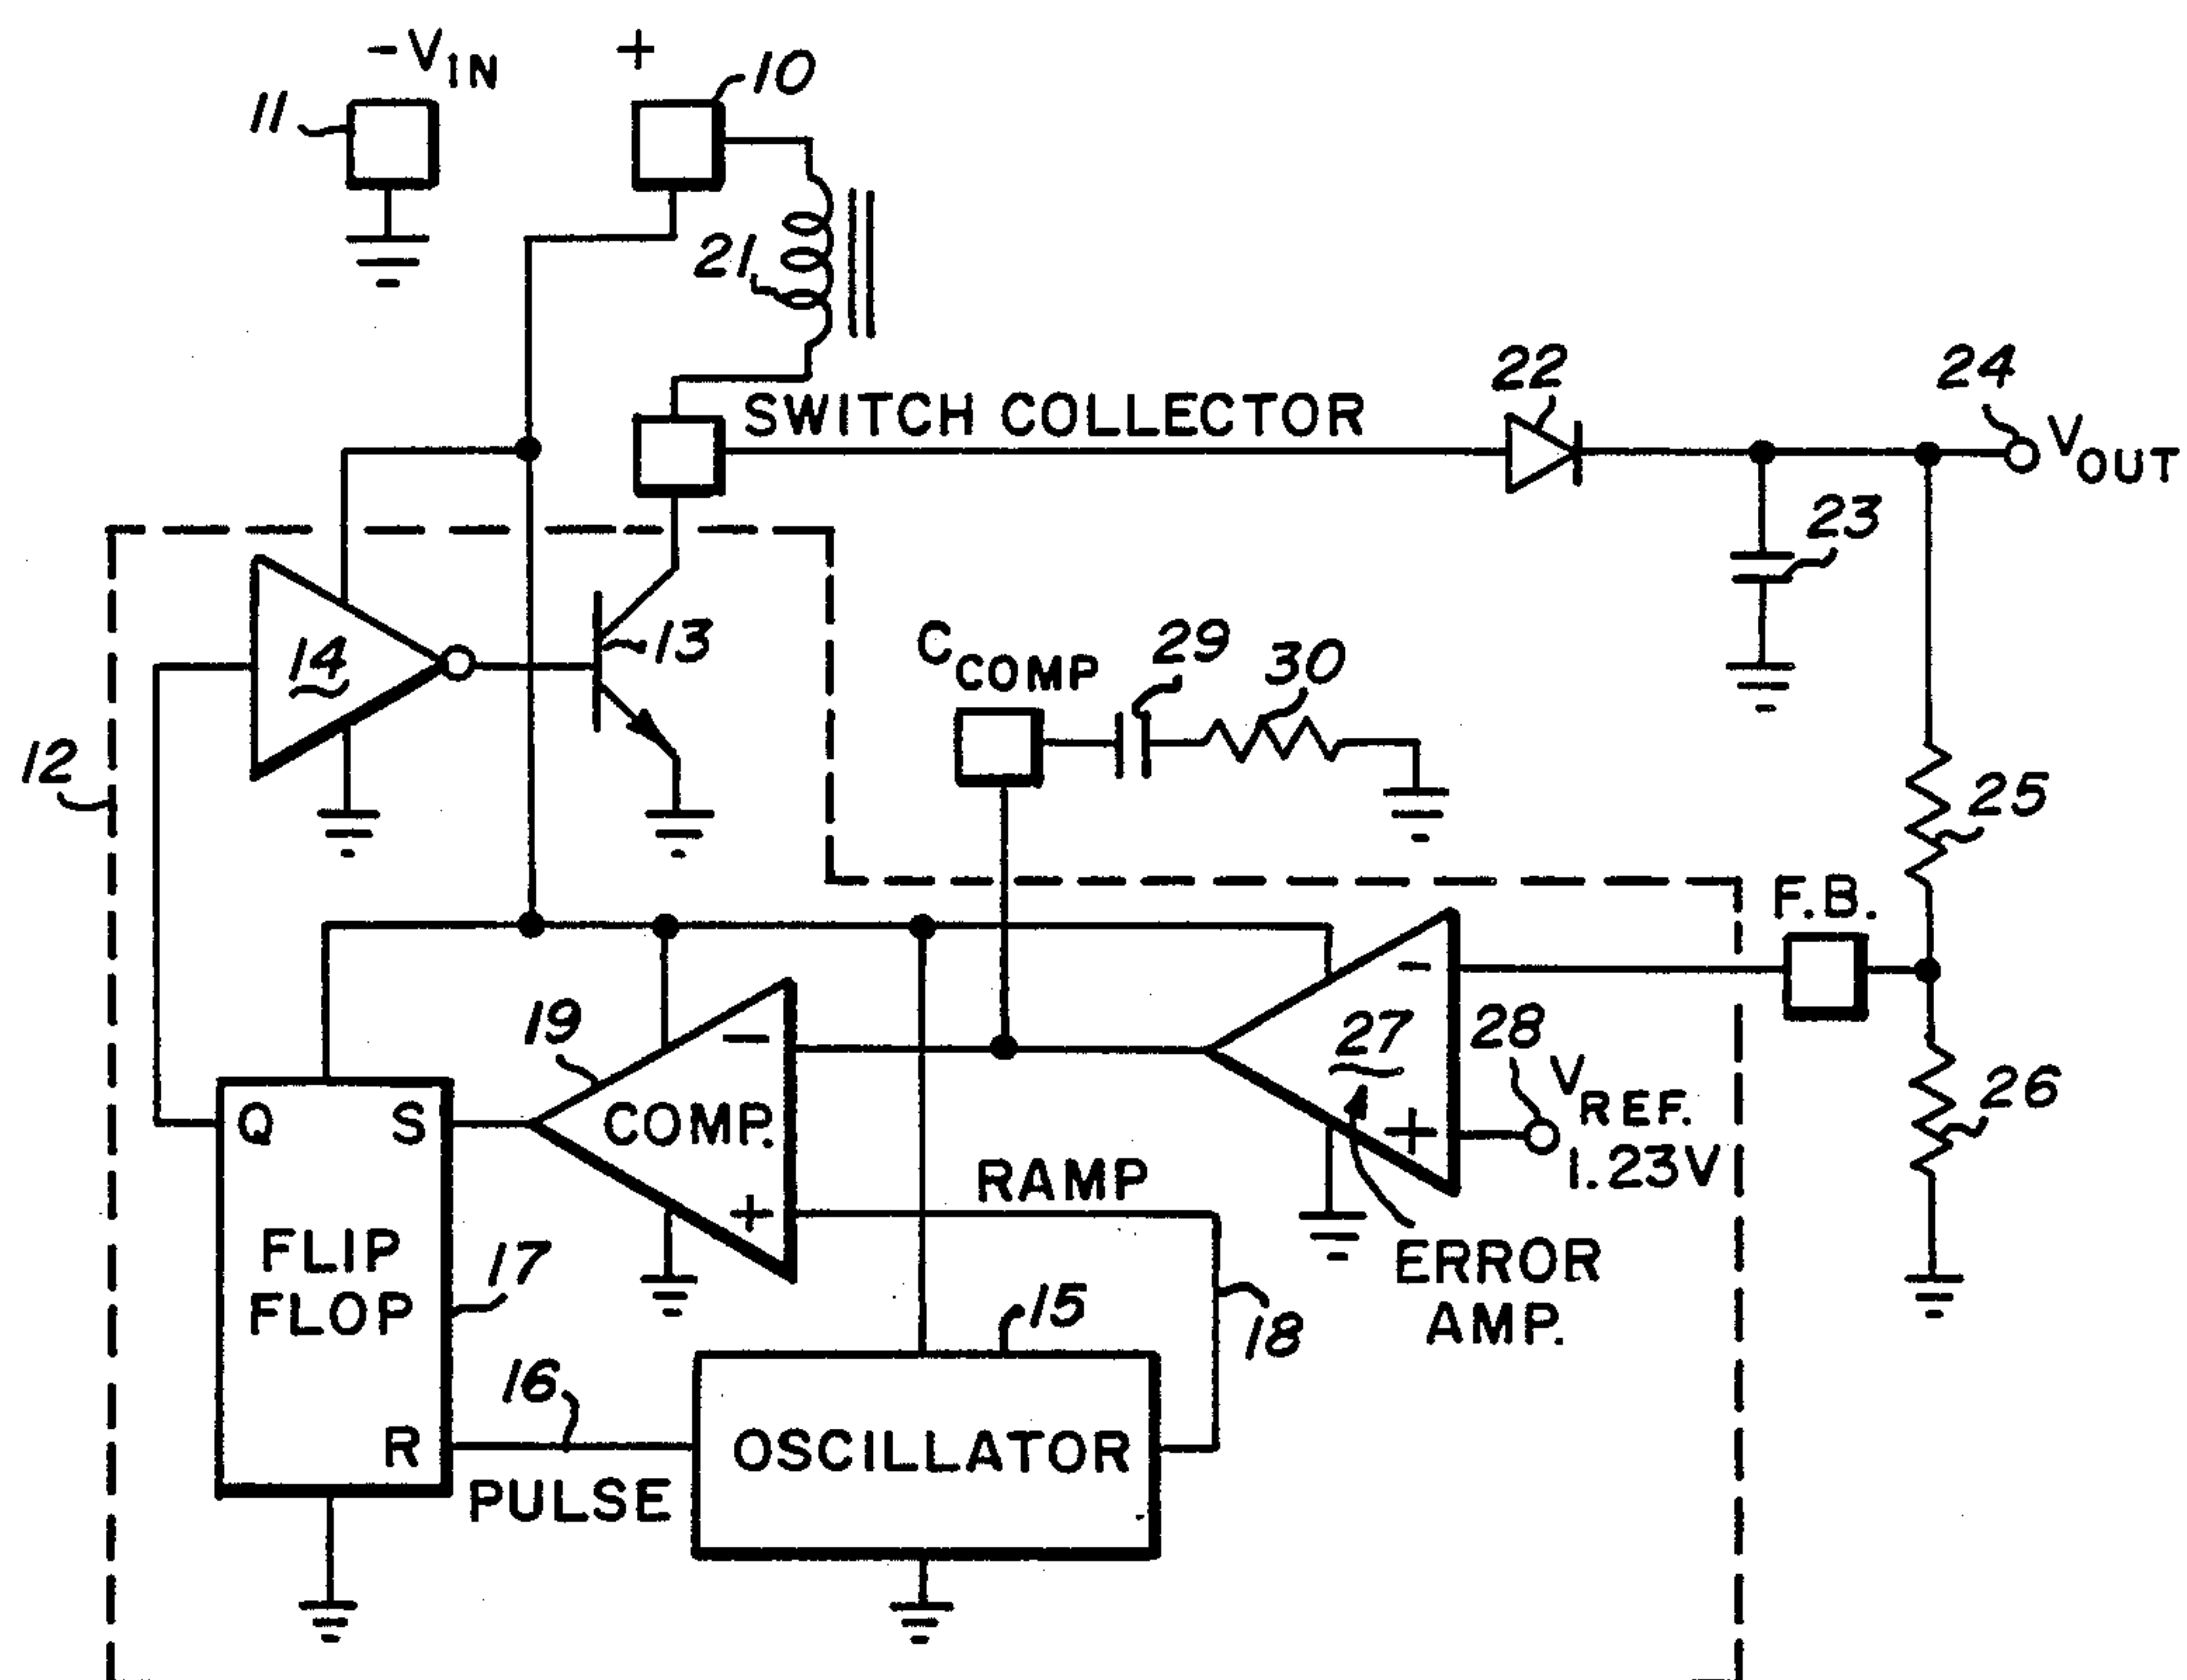 -VIN
+
10
11
21
SWITCH COLLECTOR
22
24
VOUT
23
14
13
CCOMP
29
30
12
25
F.B.
-
27
28
VREF.
1.23V
+
26
19
-
COMP.
+
Q
S
RAMP
FLIP
FLOP
17
ERROR
AMP.
15
18
16
R
OSCILLATOR
PULSE